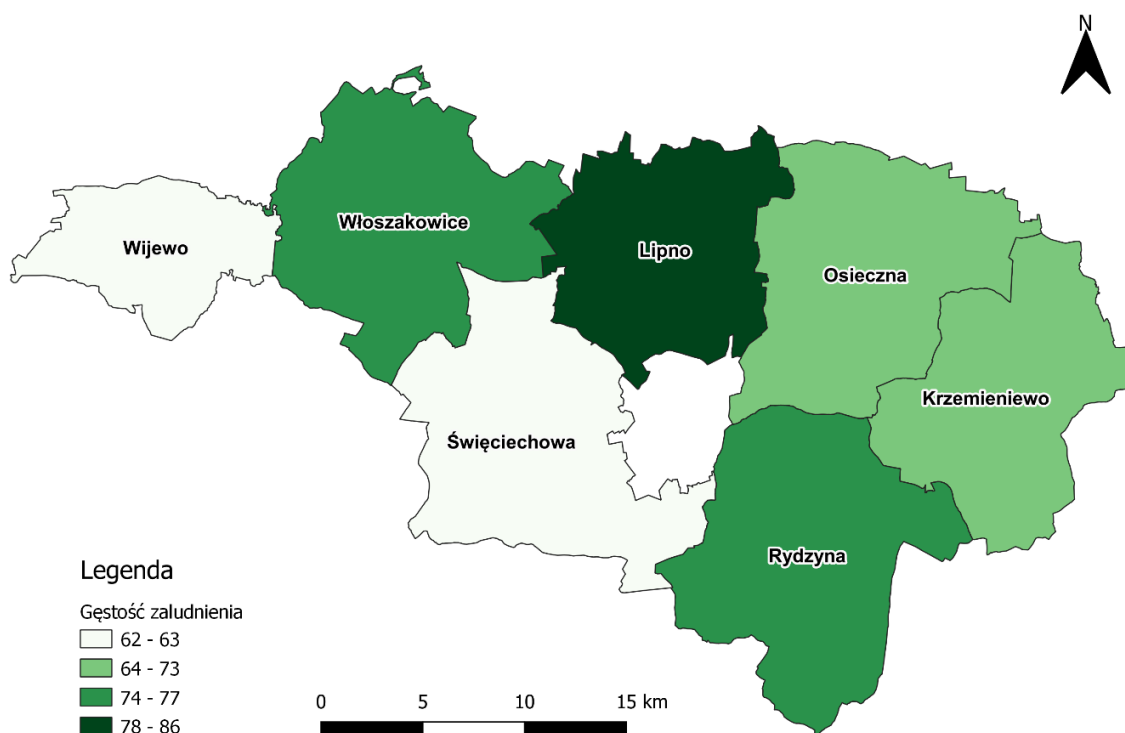 N
Włoszakowice
Wijewo
Lipno
Osieczna
Krzemieniewo
Święciechowa
Rydzyna
Legenda
Gęstość zaludnienia
62 - 63
64 - 73
74 - 77
78 - 86
0 5 10 15 km